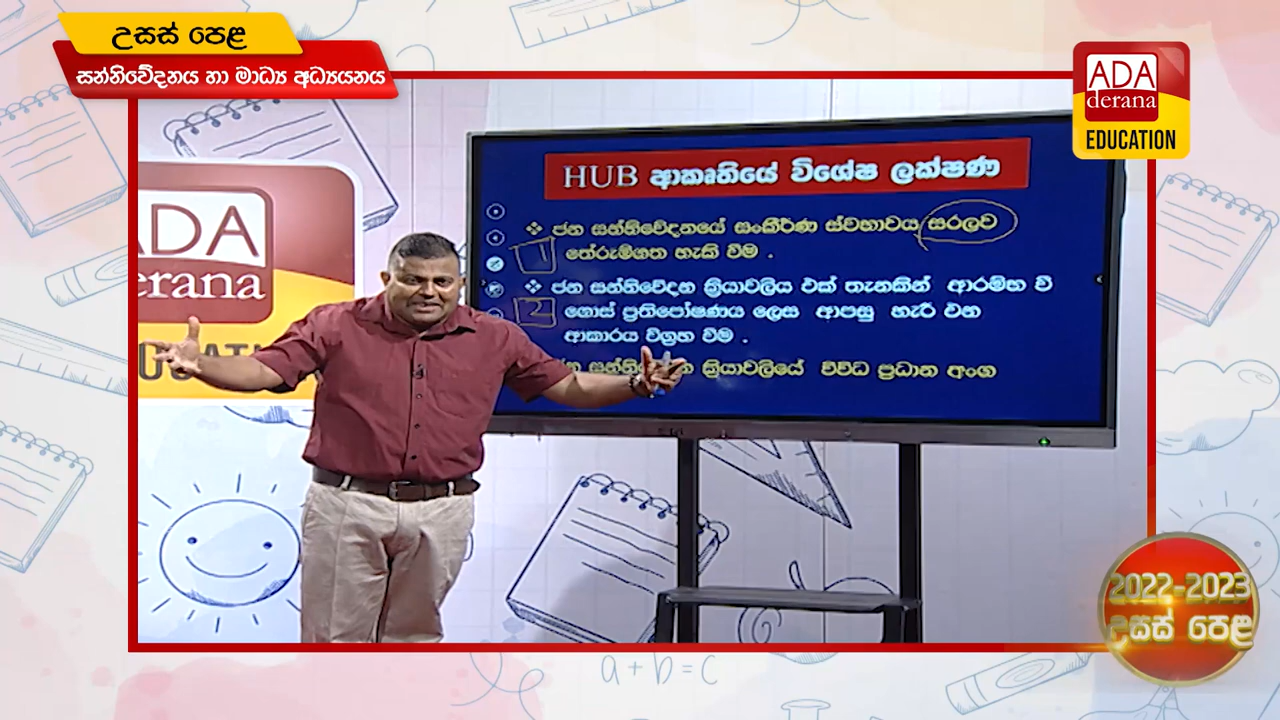 උසස් පෙළ
සන්නිවේදනය හා මාධ්‍ය අධ්‍යයනය
ADA
derana
EDUCATION
ADA
derana
HUB ආකෘතියේ විශේෂ ලක්ෂණ
❖ ජන සන්නිවේදනයේ සංකීර්ණ ස්වභාවය සරලව
තේරුම්ගත හැකි වීම .
1
❖ ජන සන්නිවේදන ක්‍රියාවලිය එක් තැනකින් ආරම්භ වී
2 ගොස් ප්‍රතිපෝෂණය ලෙස ආපසු හැරී එන
ආකාරය විග්‍රහ වීම .
ක්‍රියාවලියේ විවිධ ප්‍රධාන අංග
2022-2023
උසස් පෙළ
a + b = c